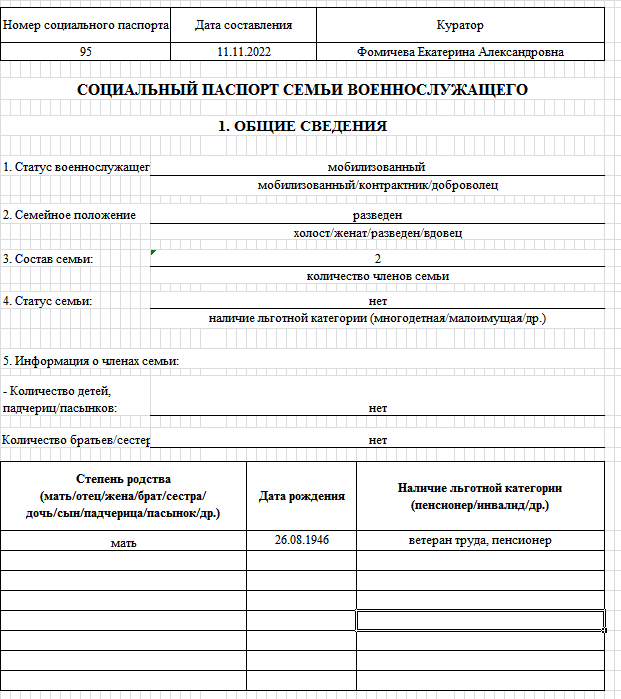 Номер социального паспорта Дата составления Куратор
95 11.11.2022 Фомичева Екатерина Александровна
СОЦИАЛЬНЫЙ ПАСПОРТ СЕМЬИ ВОЕННОСЛУЖАЩЕГО
1. ОБЩИЕ СВЕДЕНИЯ
1. Статус военнослужащег мобилизованный
мобилизованный/контрактник/доброволец
2. Семейное положение разведен
холост/женат/разведен/вдовец
3. Состав семьи: 2
количество членов семьи
4. Статус семьи: нет
наличие льготной категории (многодетная/малоимущая/др.)
5. Информация о членах семьи:
- Количество детей,
падчериц/пасынков: нет
Количество братьев/сестер нет
Степень родства
(мать/отец/жена/брат/сестра/
дочь/сын/падчерица/пасынок/др.)
Дата рождения
Наличие льготной категории
(пенсионер/инвалид/др.)
мать 26.08.1946 ветеран труда, пенсионер